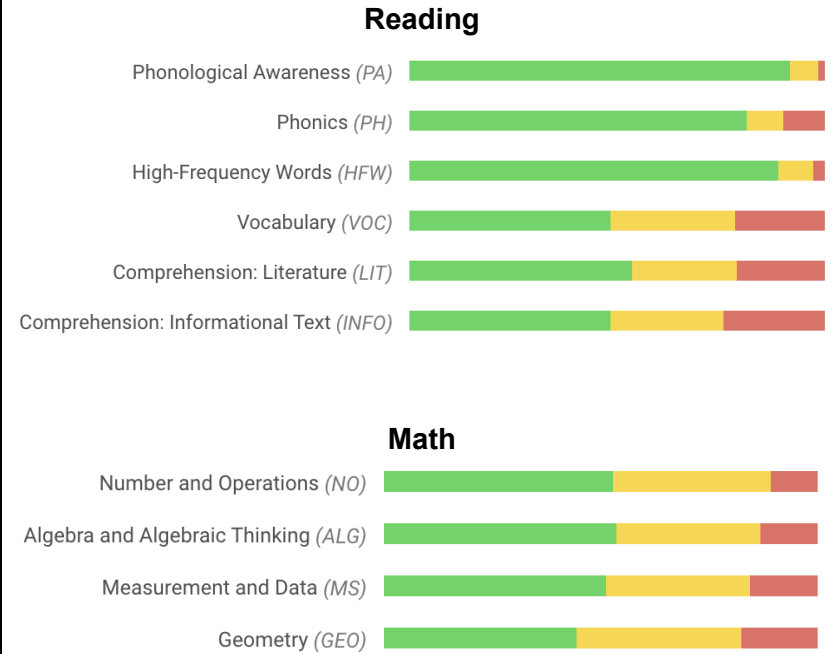 Reading
Phonological Awareness (PA)
Phonics (PH)
High-Frequency Words (HFW)
Vocabulary (VOC)
Comprehension: Literature (LIT)
Comprehension: Informational Text (INFO)
Math
Number and Operations (NO)
Algebra and Algebraic Thinking (ALG)
Measurement and Data (MS)
Geometry (GEO)